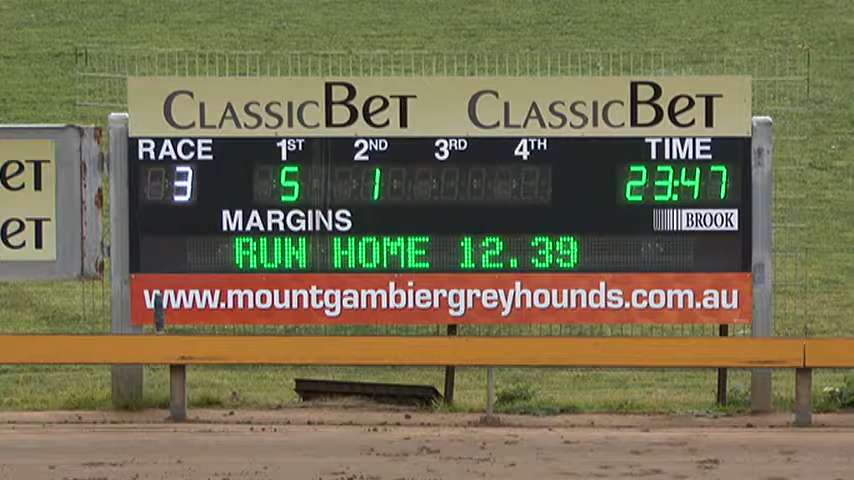 CLASSICBET CLASSICBET
RACE 1ST 2ND 3RD 4TH TIME
3 5 1 23:47
MARGINS BROOK
RUN HOME 12.39
www.mountgambiergreyhounds.com.au
ET
ET